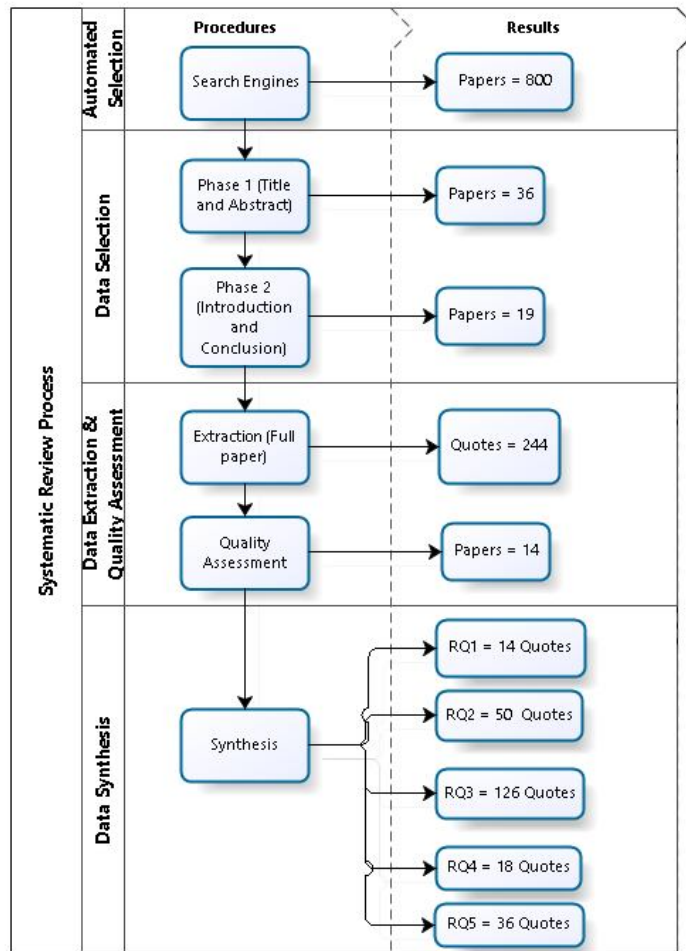 Systematic Review Process
Procedures
Results
Automated
Selection
Search Engines
Papers = 800
Data Selection
Phase 1 (Title
and Abstract)
Papers = 36
Phase 2
(Introduction
and
Conclusion)
Papers = 19
Data Extraction &
Quality Assessment
Extraction (Full
paper)
Quotes = 244
Quality
Assessment
Papers = 14
Data Synthesis
Synthesis
RQ1 = 14 Quotes
RQ2 = 50 Quotes
RQ3 = 126 Quotes
RQ4 = 18 Quotes
RQ5 = 36 Quotes